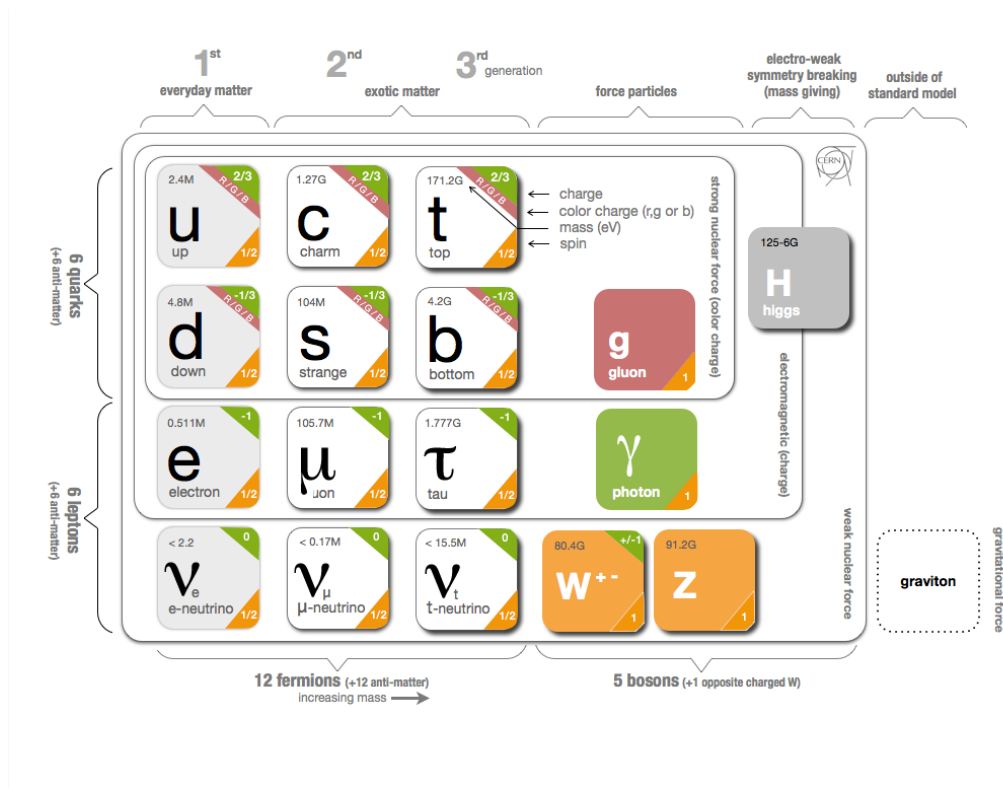 1st
everyday matter
2nd
3rd generation
exotic matter
force particles
electro-weak
symmetry breaking
(mass giving)
outside of
standard model
CERN
6 quarks
(+6 anti-matter)
2.4M
2/3
R/G/B
u
up
1/2
1.27G
2/3
R/G/B
c
charm
1/2
171.2G
2/3
R/G/B
t
top
1/2
charge
color charge (r,g or b)
mass (eV)
spin
strong nuclear force (color charge)
125-6G
H
higgs
4.8M
-1/3
R/G/B
d
down
1/2
104M
-1/3
R/G/B
s
strange
1/2
4.2G
-1/3
R/G/B
b
bottom
1/2
g
gluon
1
electromagnetic (charge)
6 leptons
(+6 anti-matter)
0.511M
-1
e
electron
1/2
105.7M
-1
μ
uon
1/2
1.777G
-1
τ
tau
1/2
γ
photon
1
weak nuclear force
< 2.2
0
νe
e-neutrino
1/2
< 0.17M
0
νμ
μ-neutrino
1/2
< 15.5M
0
νt
t-neutrino
1/2
80.4G
+/-1
W+-
1
91.2G
Z
1
graviton
gravitational force
12 fermions (+12 anti-matter)
increasing mass
5 bosons (+1 opposite charged W)